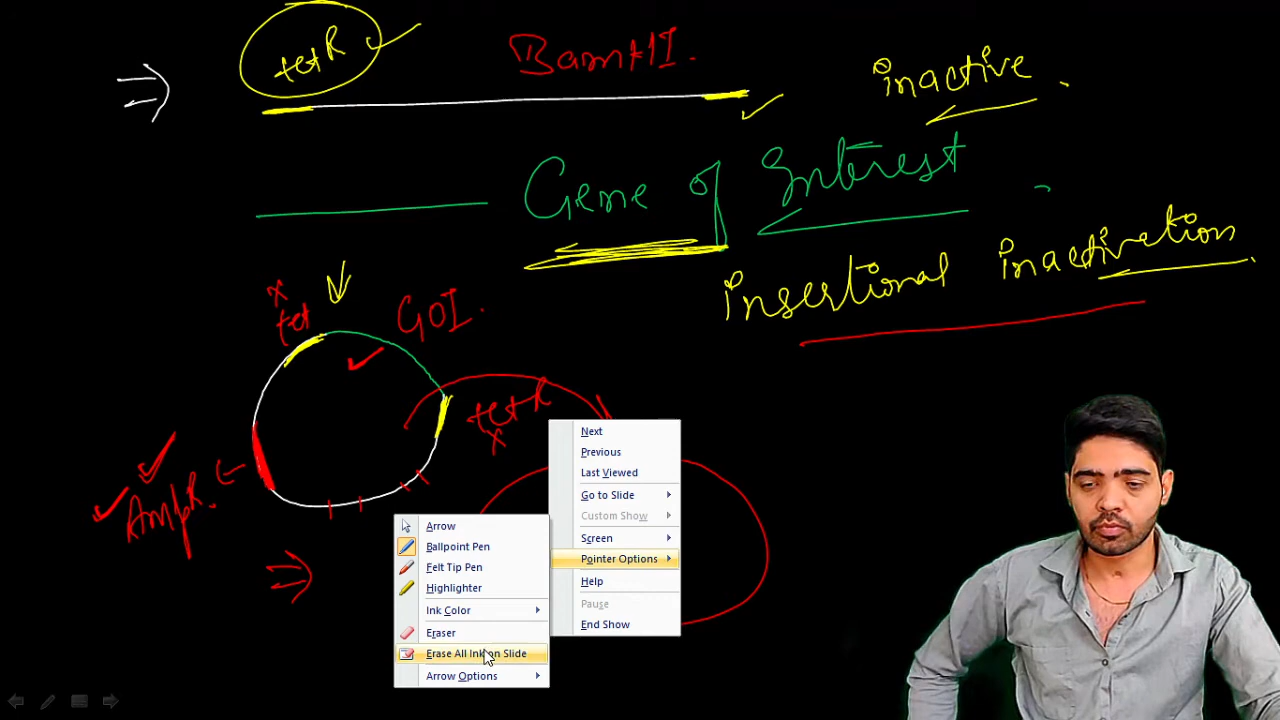 tetR
BamHI.
inactive
Gene of Interest
insertional inactivation
x
tet
GOI.
tetR
x
AmpR.
Next
Previous
Last Viewed
Go to Slide
Custom Show
Screen
Pointer Options
Help
Pause
End Show
Arrow
Ballpoint Pen
Felt Tip Pen
Highlighter
Ink Color
Eraser
Erase All Ink on Slide
Arrow Options